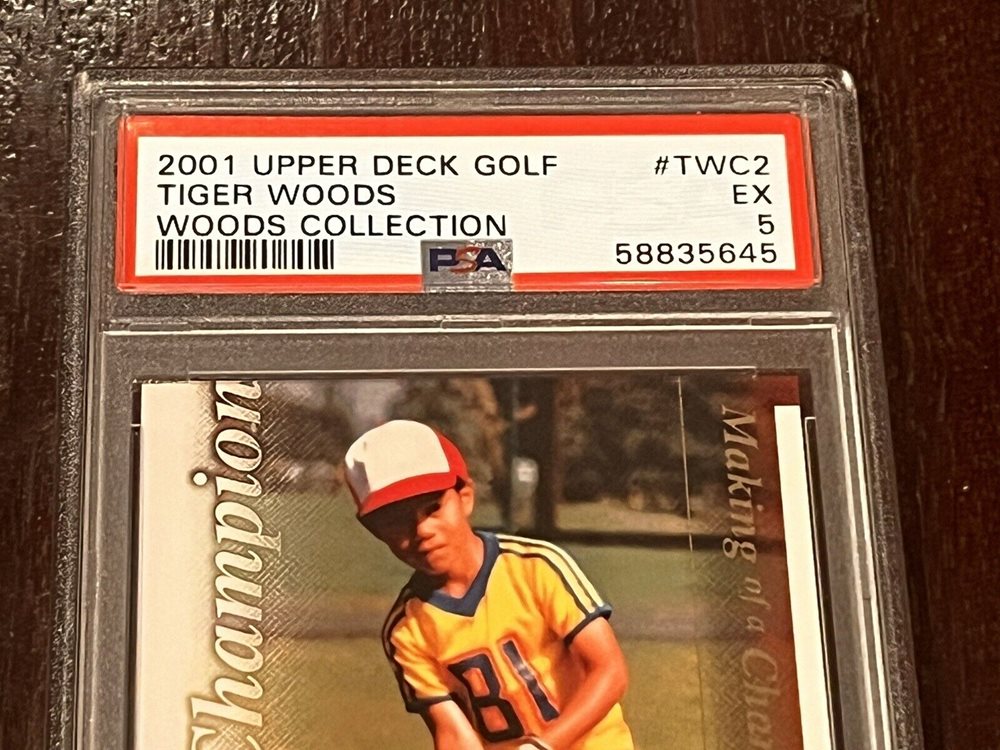 2001 UPPER DECK GOLF #TWC2
TIGER WOODS EX
WOODS COLLECTION 5
PSA 58835645
Champion
Making of a Cha
81